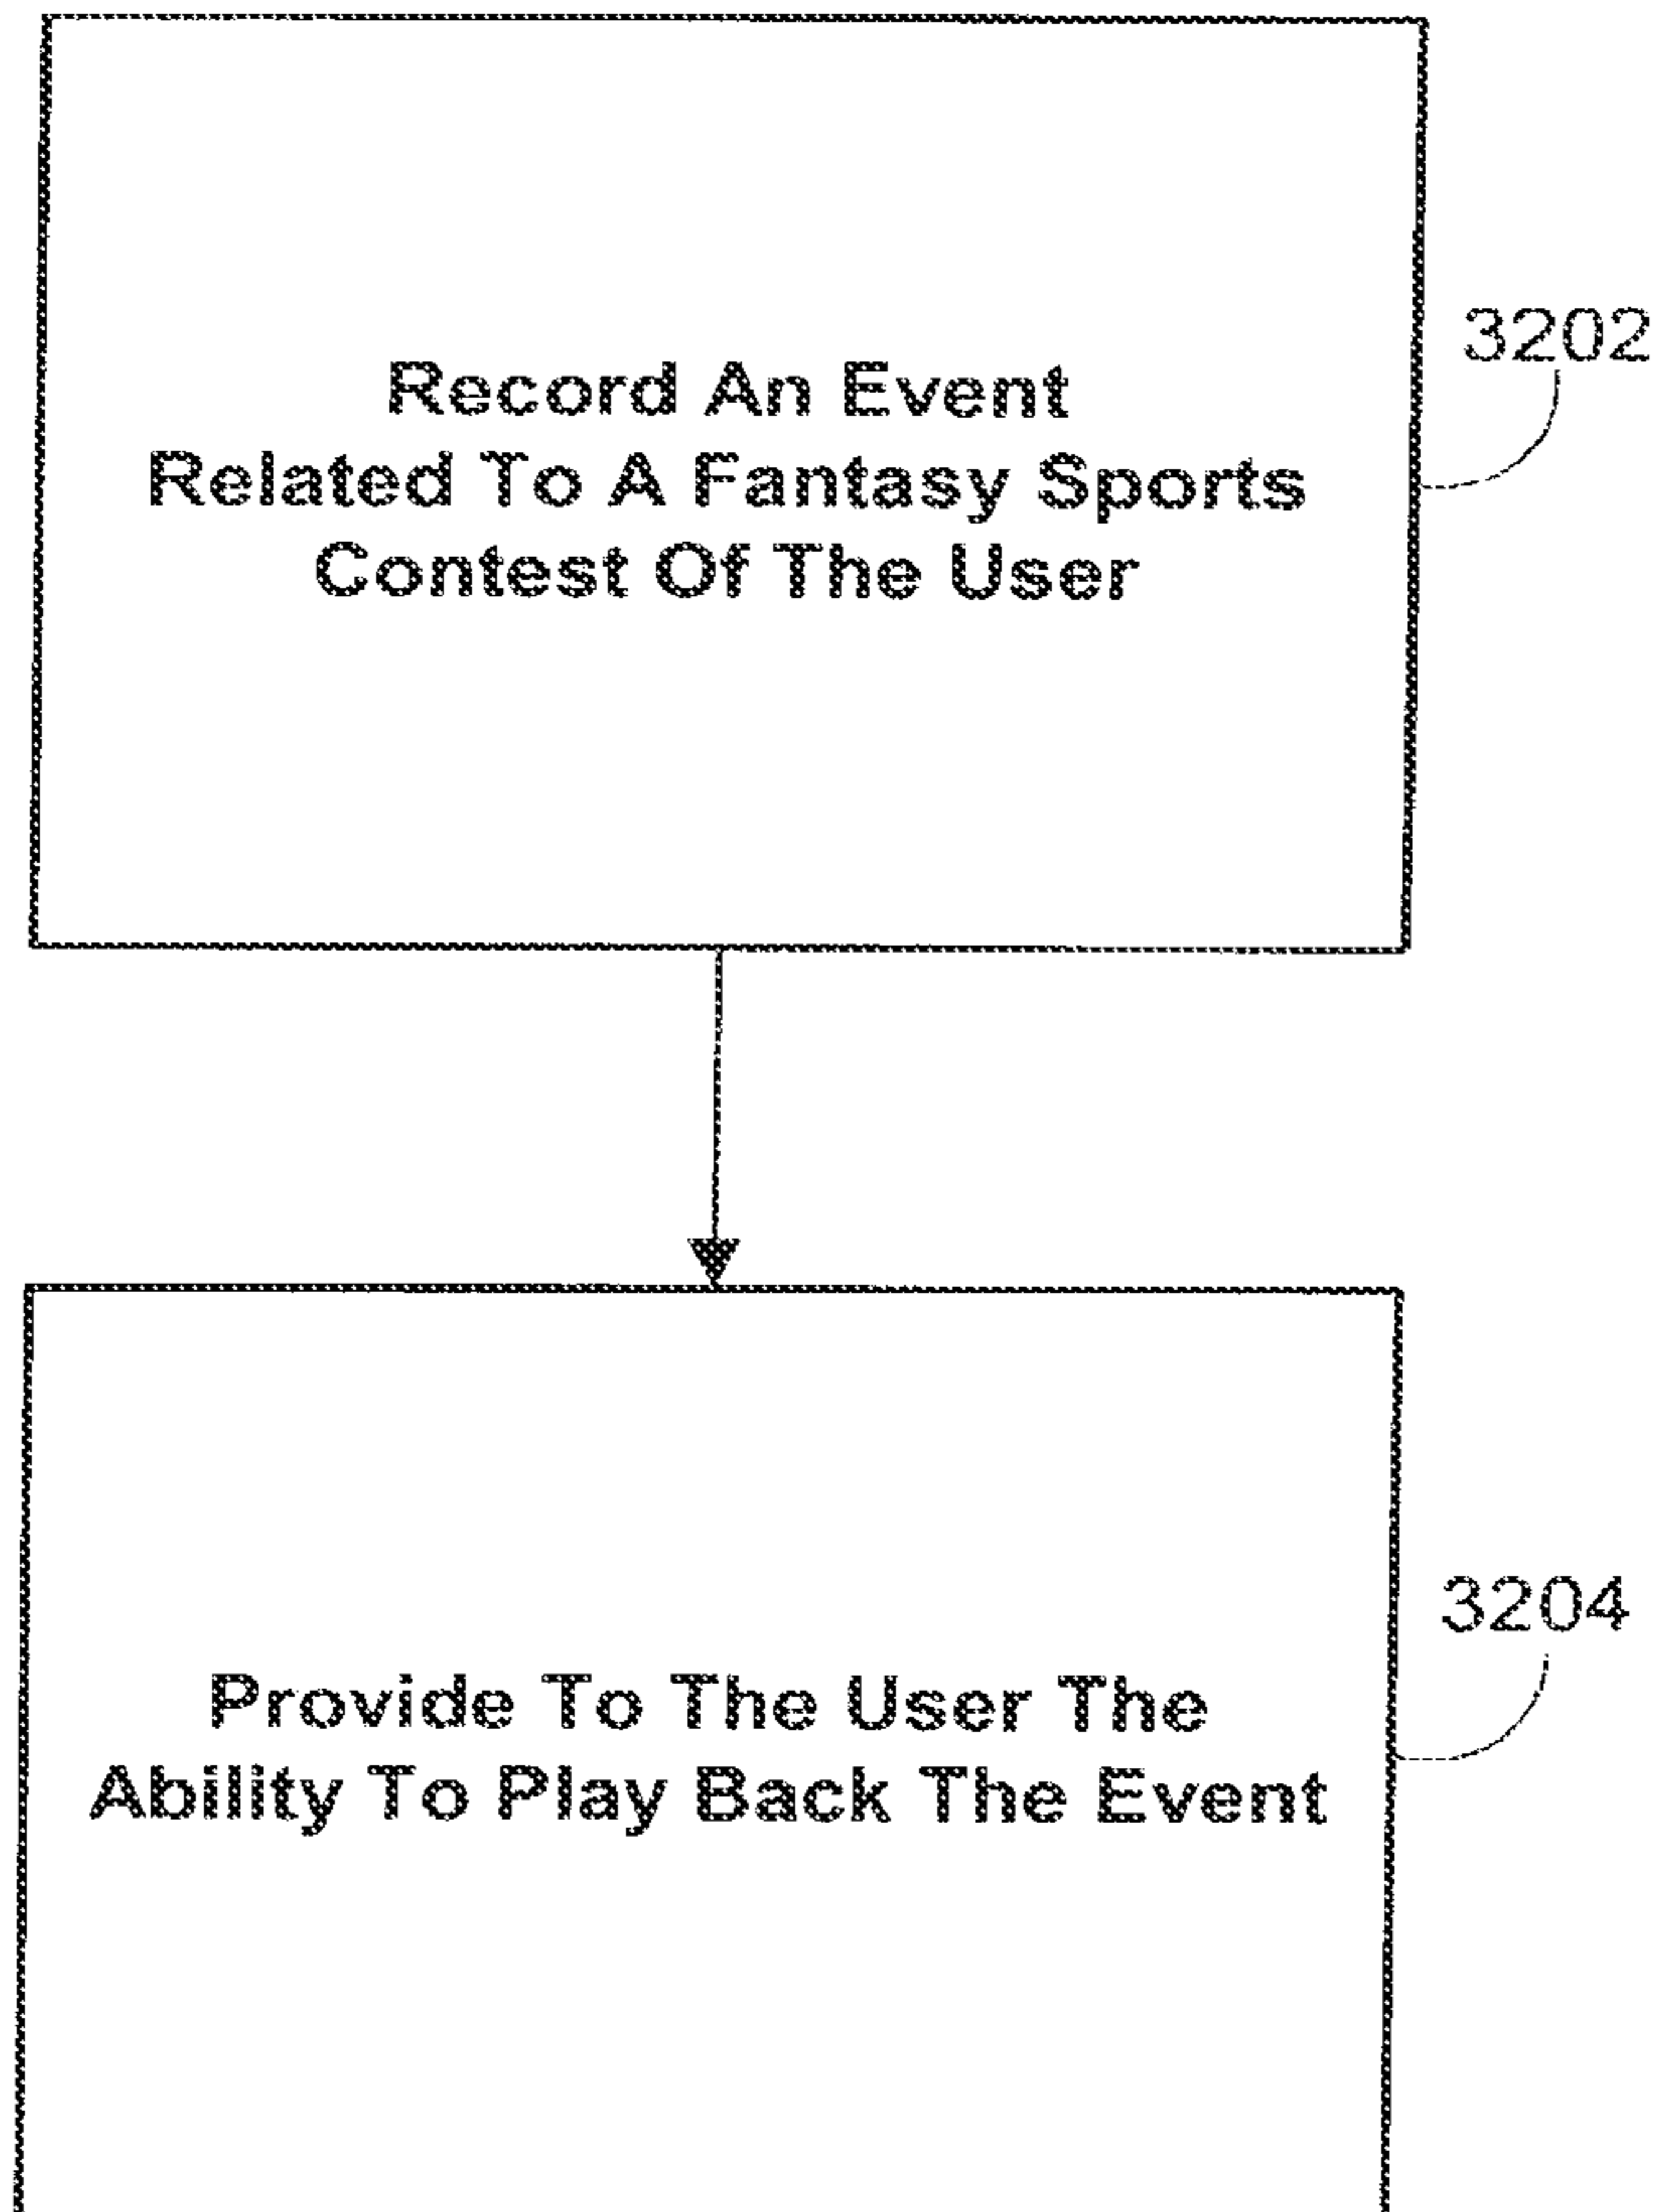 Record An Event
Related To A Fantasy Sports
Contest Of The User
3202
Provide To The User The
Ability To Play Back The Event
3204